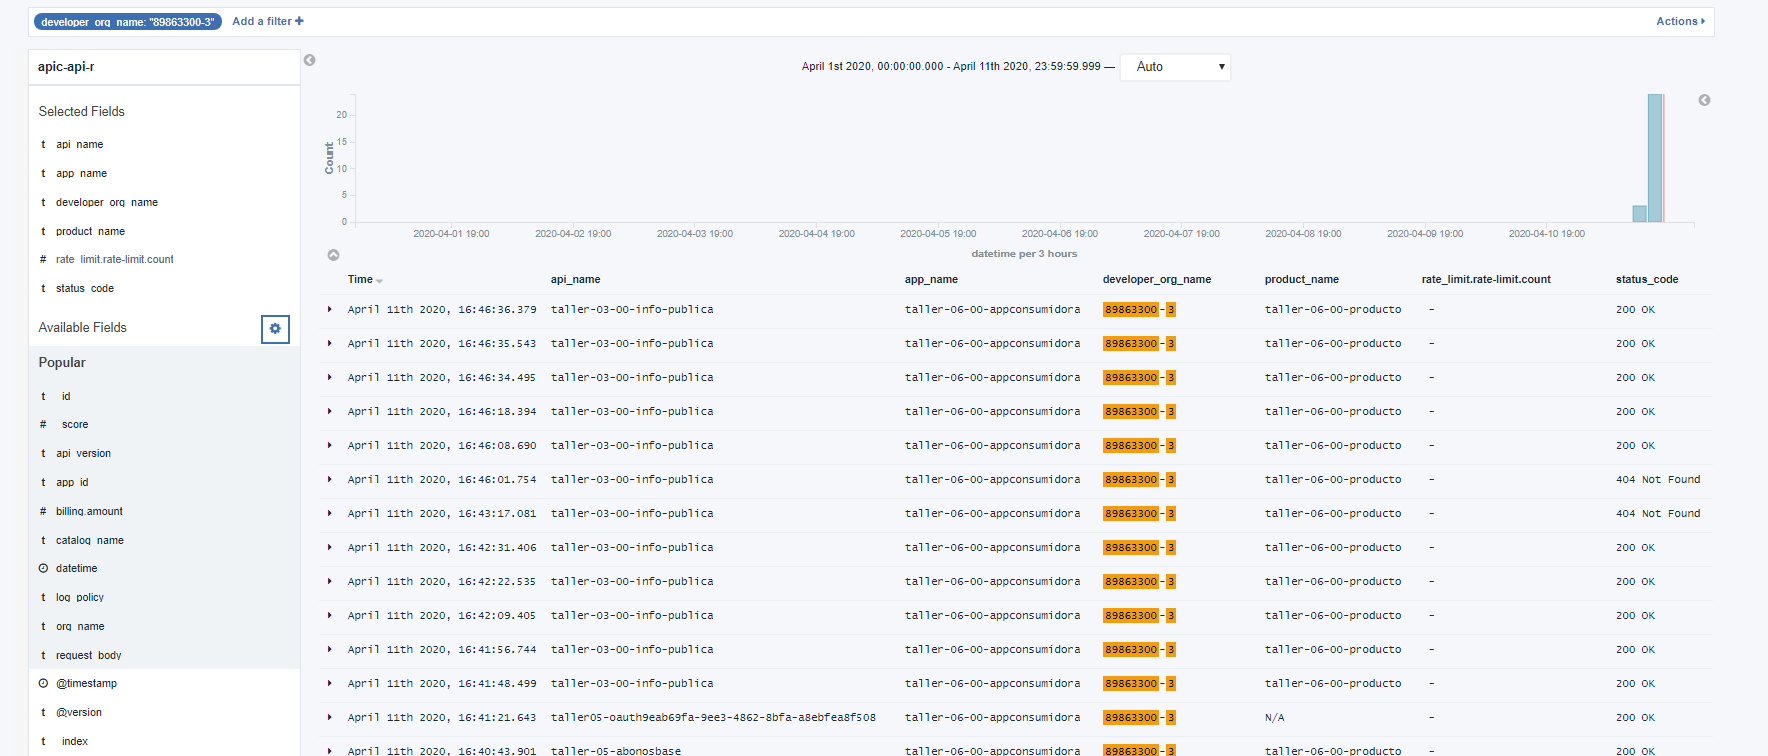 developer_org_name: "89863300-3" Add a filter + Actions
apic-api-r
April 1st 2020, 00:00:00.000 - April 11th 2020, 23:59:59.999 — Auto
Selected Fields
t api_name
t app_name
t developer_org_name
t product_name
# rate_limit.rate-limit.count
t status_code
Available Fields
Popular
t _id
# _score
t api_version
t app_id
# billing.amount
t catalog_name
datetime
t log_policy
t org_name
t request_body
@timestamp
t @version
t _index
Count
20
15
10
5
0
2020-04-01 19:00 2020-04-02 19:00 2020-04-03 19:00 2020-04-04 19:00 2020-04-05 19:00 2020-04-06 19:00 2020-04-07 19:00 2020-04-08 19:00 2020-04-09 19:00 2020-04-10 19:00
datetime per 3 hours
Time api_name app_name developer_org_name product_name rate_limit.rate-limit.count status_code
April 11th 2020, 16:46:36.379 taller-03-00-info-publica taller-06-00-appconsumidora 89863300-3 taller-06-00-producto - 200 OK
April 11th 2020, 16:46:35.543 taller-03-00-info-publica taller-06-00-appconsumidora 89863300-3 taller-06-00-producto - 200 OK
April 11th 2020, 16:46:34.495 taller-03-00-info-publica taller-06-00-appconsumidora 89863300-3 taller-06-00-producto - 200 OK
April 11th 2020, 16:46:18.394 taller-03-00-info-publica taller-06-00-appconsumidora 89863300-3 taller-06-00-producto - 200 OK
April 11th 2020, 16:46:08.690 taller-03-00-info-publica taller-06-00-appconsumidora 89863300-3 taller-06-00-producto - 200 OK
April 11th 2020, 16:46:01.754 taller-03-00-info-publica taller-06-00-appconsumidora 89863300-3 taller-06-00-producto - 404 Not Found
April 11th 2020, 16:43:17.081 taller-03-00-info-publica taller-06-00-appconsumidora 89863300-3 taller-06-00-producto - 404 Not Found
April 11th 2020, 16:42:31.406 taller-03-00-info-publica taller-06-00-appconsumidora 89863300-3 taller-06-00-producto - 200 OK
April 11th 2020, 16:42:22.535 taller-03-00-info-publica taller-06-00-appconsumidora 89863300-3 taller-06-00-producto - 200 OK
April 11th 2020, 16:42:09.405 taller-03-00-info-publica taller-06-00-appconsumidora 89863300-3 taller-06-00-producto - 200 OK
April 11th 2020, 16:41:56.744 taller-03-00-info-publica taller-06-00-appconsumidora 89863300-3 taller-06-00-producto - 200 OK
April 11th 2020, 16:41:48.499 taller-03-00-info-publica taller-06-00-appconsumidora 89863300-3 taller-06-00-producto - 200 OK
April 11th 2020, 16:41:21.643 taller05-oauth9eab69fa-9ee3-4862-8bfa-a8ebfea8f508 taller-06-00-appconsumidora 89863300-3 N/A - 200 OK
April 11th 2020, 16:40:43.901 taller-05-abonosbase taller-06-00-appconsumidora 89863300-3 taller-06-00-producto - 200 OK